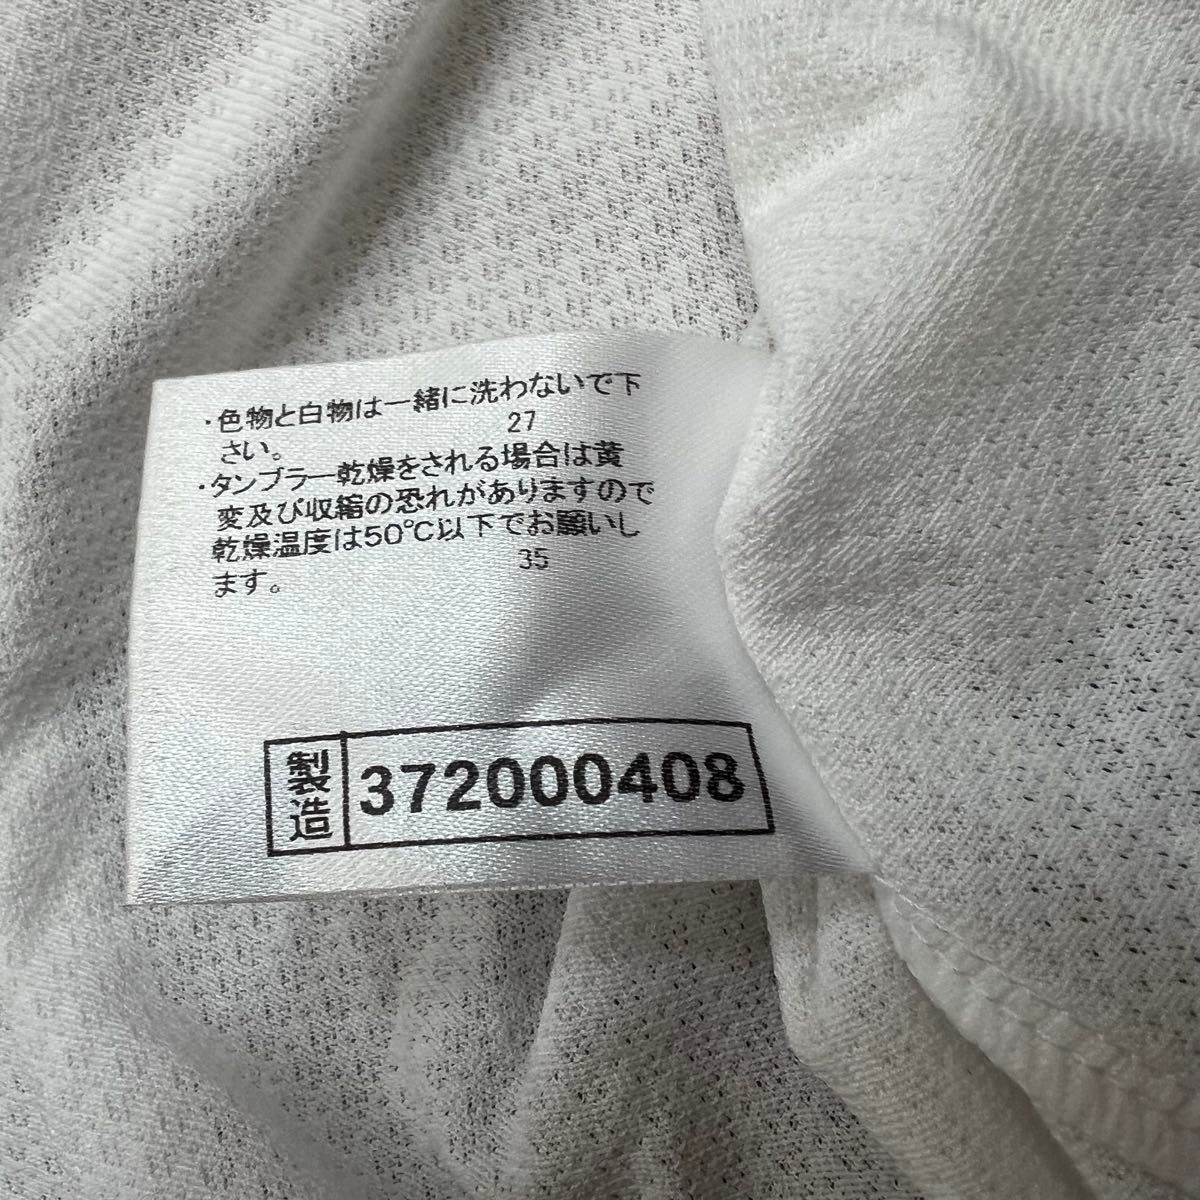 ・色物と白物は一緒に洗わないで下
さい。 27
・タンブラー乾燥をされる場合は黄
変及び収縮の恐れがありますので
乾燥温度は50℃以下でお願いし
ます。 35
製造 372000408